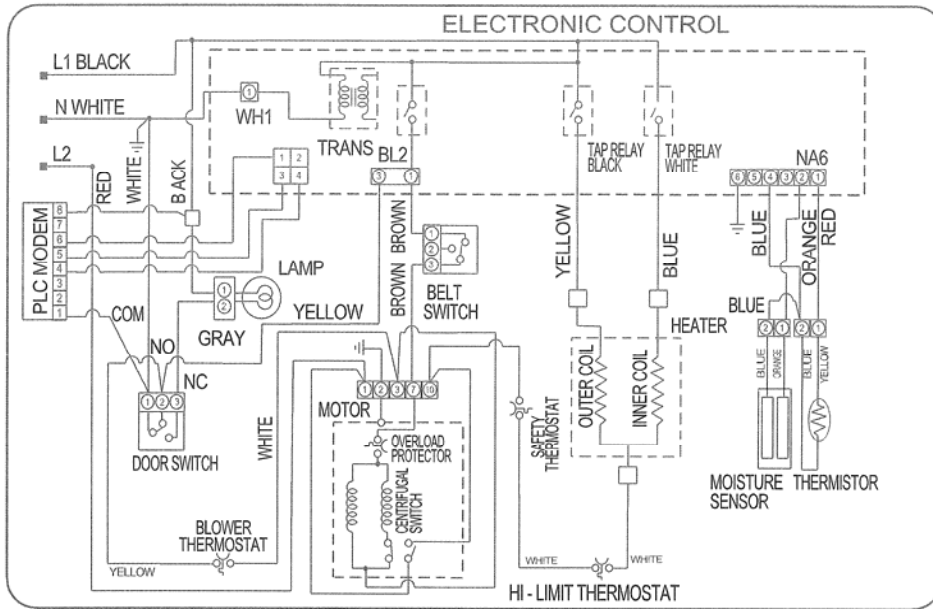 ELECTRONIC CONTROL
L1 BLACK
N WHITE
L2
WH1
1
TRANS
BL2
3 1
1 2
3 4
TAP RELAY
BLACK
TAP RELAY
WHITE
NA6
6 5 4 3 2 1
RED
WHITE
B ACK
PLC MODEM
8
7
6
5
4
3
2
1
LAMP
1
2
GRAY
YELLOW
BROWN
BROWN
1
2
3
BELT
SWITCH
YELLOW
BLUE
BLUE
ORANGE
RED
COM
NO
NC
1 2 3
DOOR SWITCH
WHITE
BLOWER
THERMOSTAT
YELLOW
MOTOR
1 2 3 7 10
OVERLOAD
PROTECTOR
CENTRIFUGAL
SWITCH
SAFETY
THERMOSTAT
HEATER
OUTER COIL
INNER COIL
WHITE
WHITE
HI - LIMIT THERMOSTAT
BLUE
2 1 2 1
BLUE
ORANGE
BLUE
YELLOW
MOISTURE
SENSOR
THERMISTOR